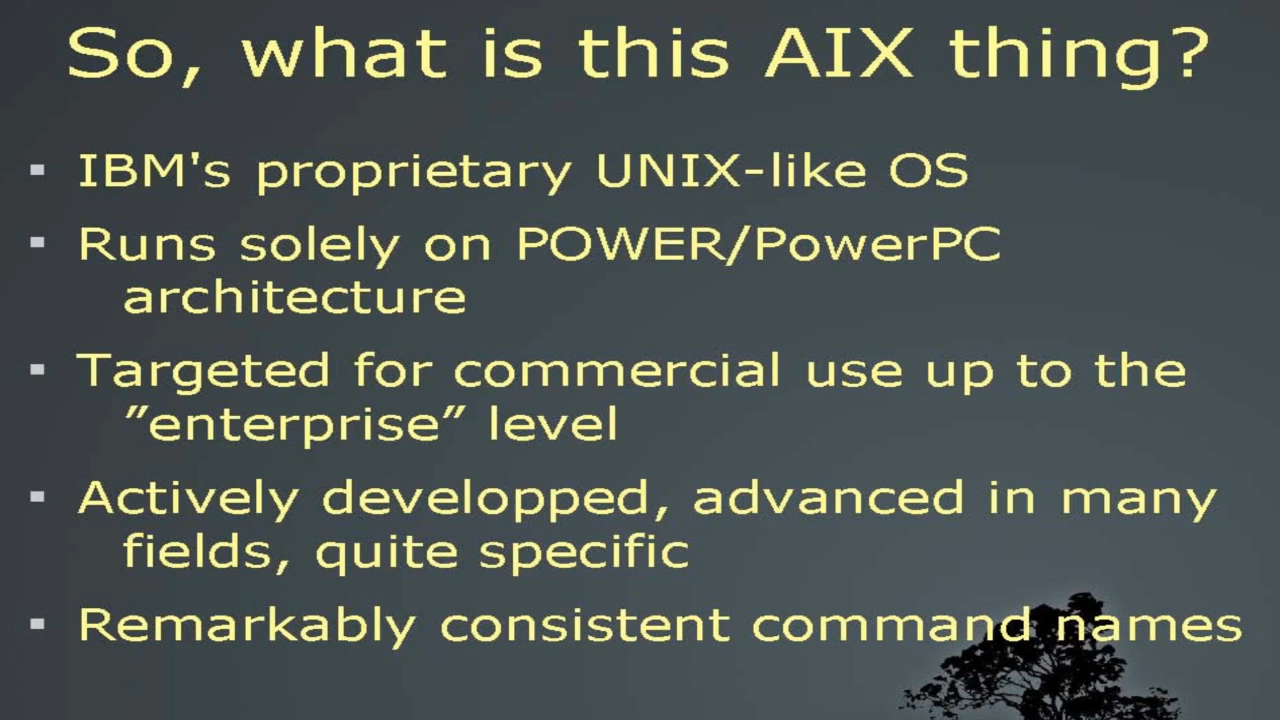 So, what is this AIX thing?
▪ IBM's proprietary UNIX-like OS
▪ Runs solely on POWER/PowerPC
architecture
▪ Targeted for commercial use up to the
”enterprise” level
▪ Actively developped, advanced in many
fields, quite specific
▪ Remarkably consistent command names